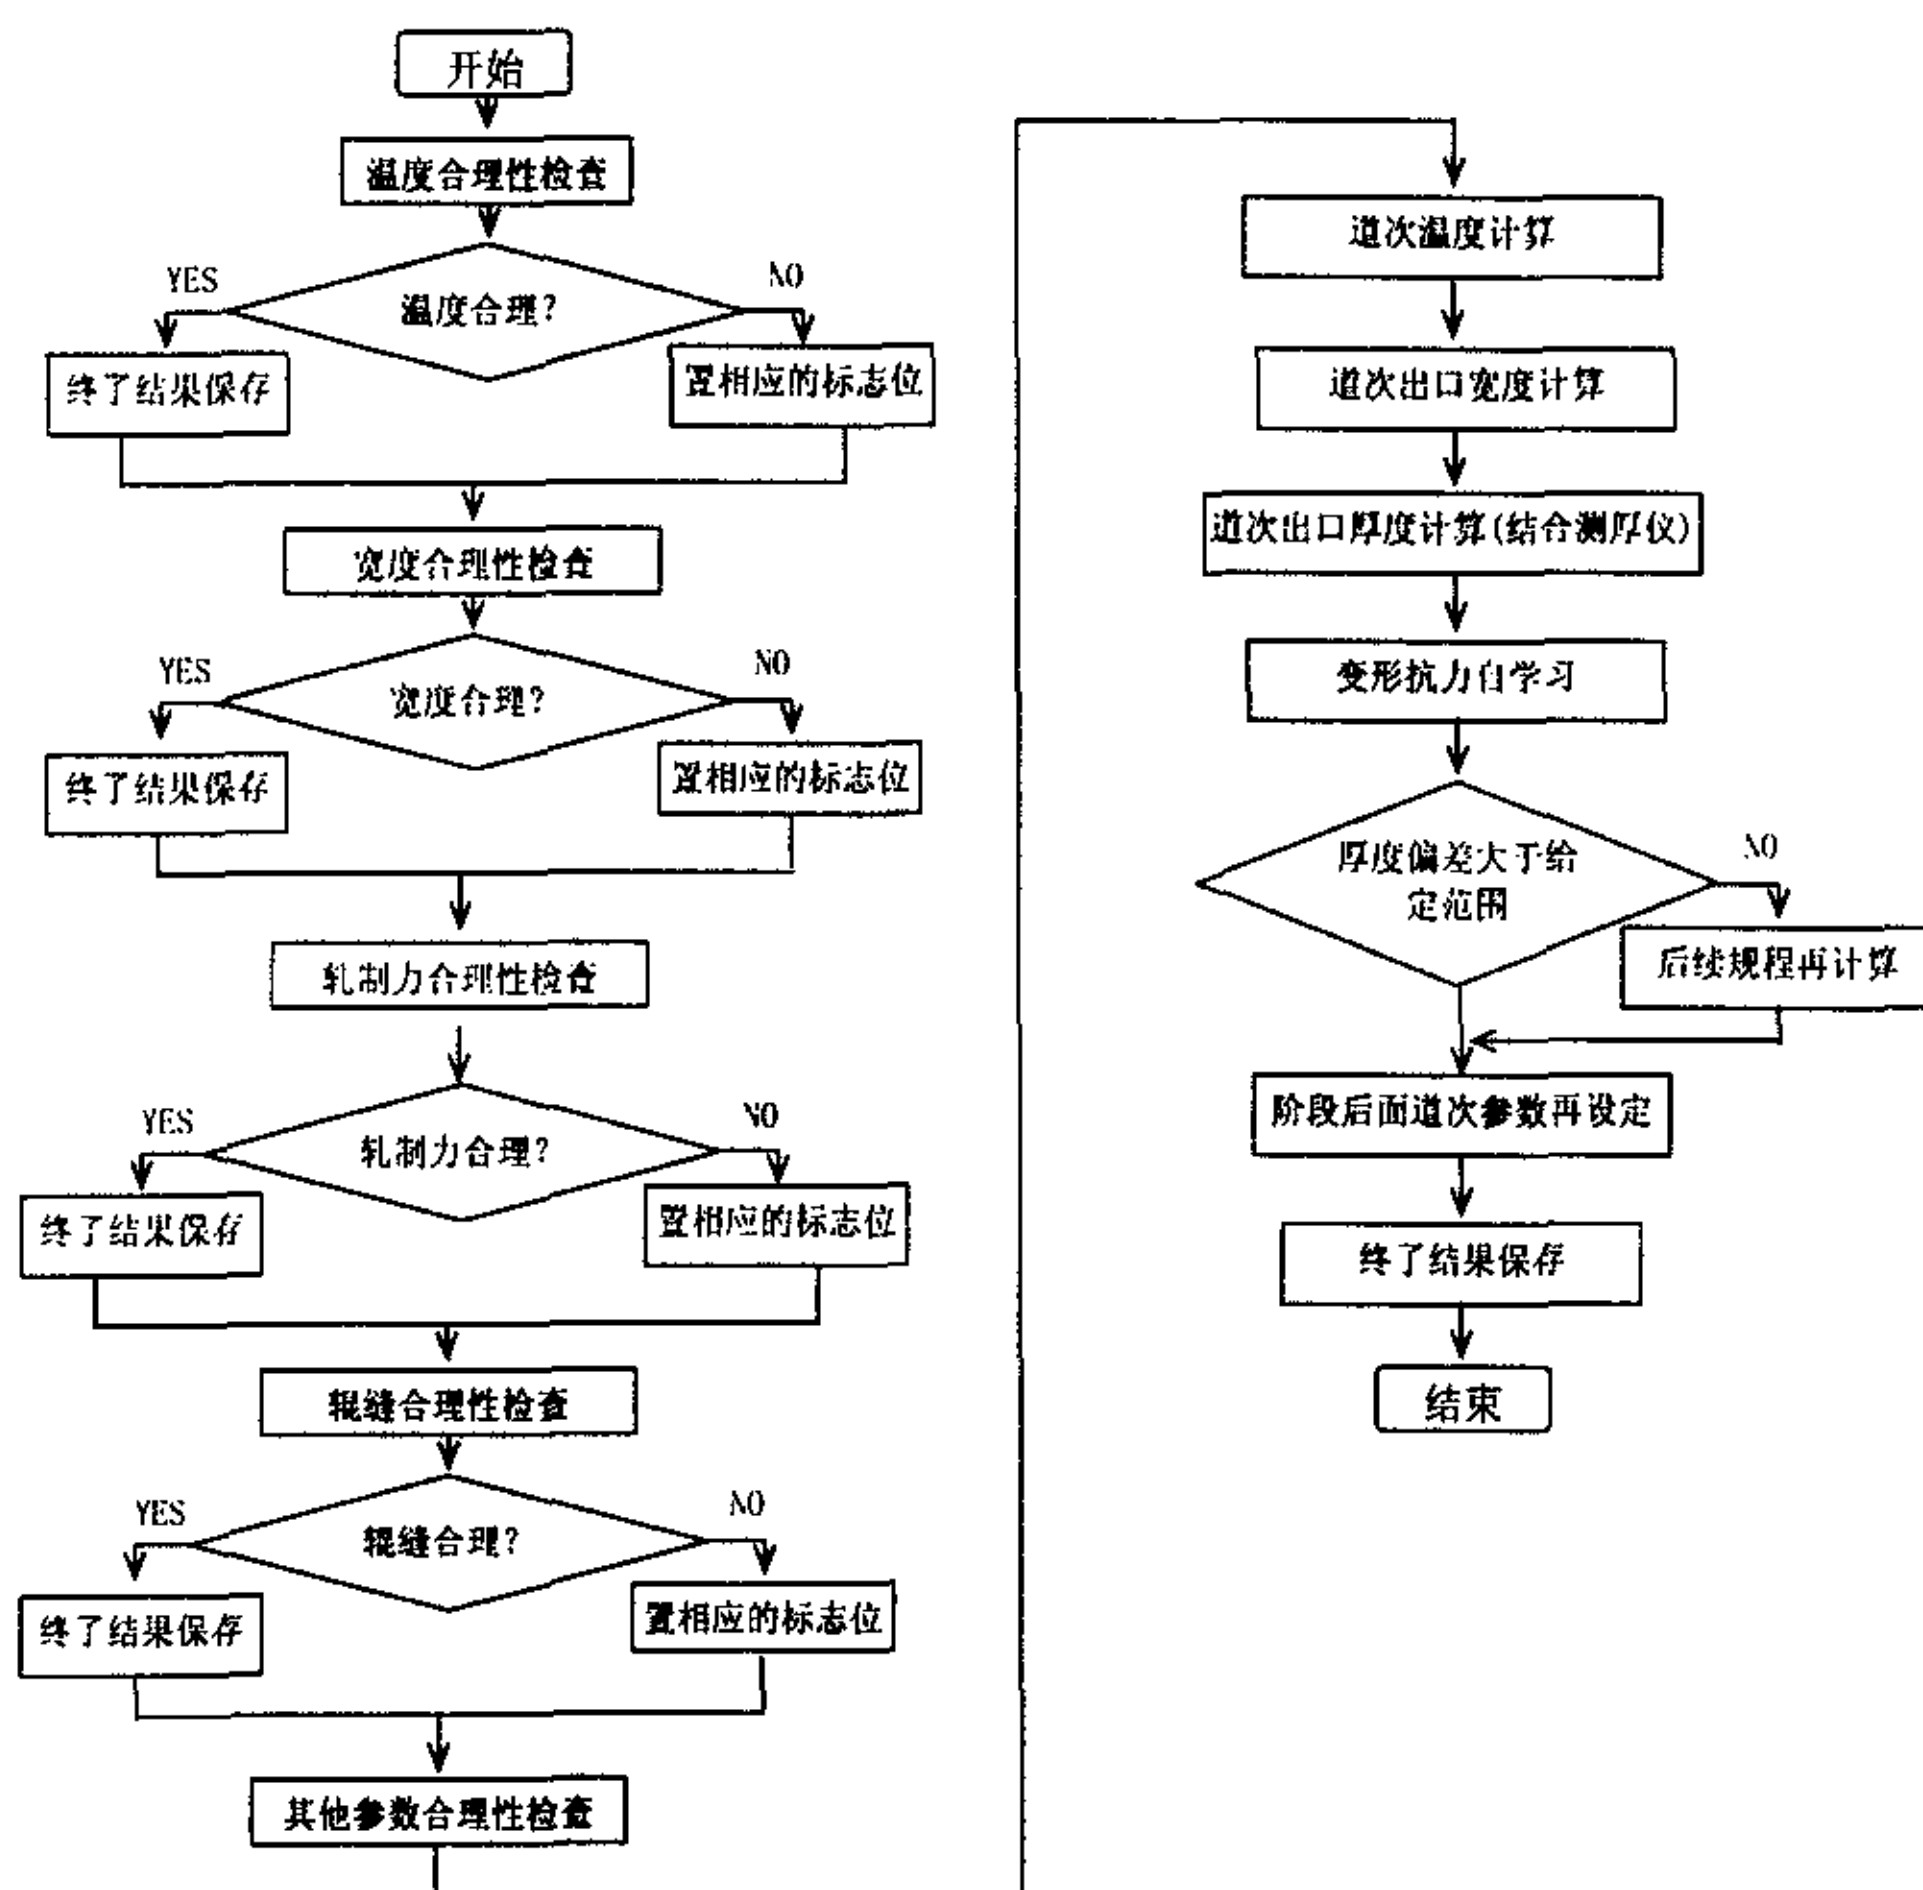 开始
温度合理性检查
YES
NO
温度合理?
终了结果保存
置相应的标志位
宽度合理性检查
YES
NO
宽度合理?
终了结果保存
置相应的标志位
轧制力合理性检查
YES
NO
轧制力合理?
终了结果保存
置相应的标志位
辊缝合理性检查
YES
NO
辊缝合理?
终了结果保存
置相应的标志位
其他参数合理性检查
道次温度计算
道次出口宽度计算
道次出口厚度计算(结合测厚仪)
变形抗力自学习
厚度偏差大于给
定范围
NO
后续规程再计算
阶段后面道次参数再设定
终了结果保存
结束